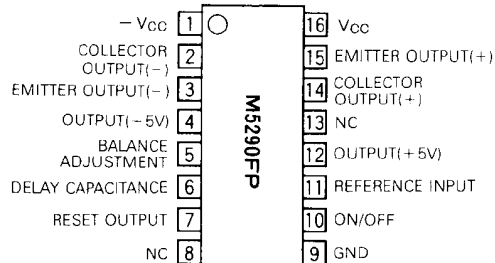 – VCC 1
16 VCC
COLLECTOR
OUTPUT(−) 2
15 EMITTER OUTPUT(+)
EMITTER OUTPUT(−) 3
14 COLLECTOR
OUTPUT(+)
OUTPUT(−5V) 4
13 NC
BALANCE
ADJUSTMENT 5
12 OUTPUT(+5V)
DELAY CAPACITANCE 6
11 REFERENCE INPUT
RESET OUTPUT 7
10 ON/OFF
NC 8
9 GND
M5290FP